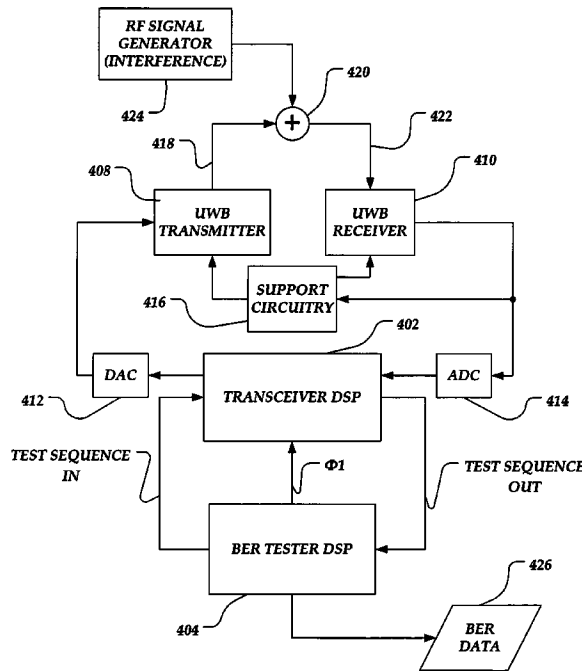 RF SIGNAL
GENERATOR
(INTERFERENCE)
424
420
418
422
408
410
UWB
TRANSMITTER
UWB
RECEIVER
SUPPORT
CIRCUITRY
416
402
DAC
412
TRANSCEIVER DSP
ADC
414
TEST SEQUENCE
IN
Φ1
TEST SEQUENCE
OUT
BER TESTER DSP
404
426
BER
DATA